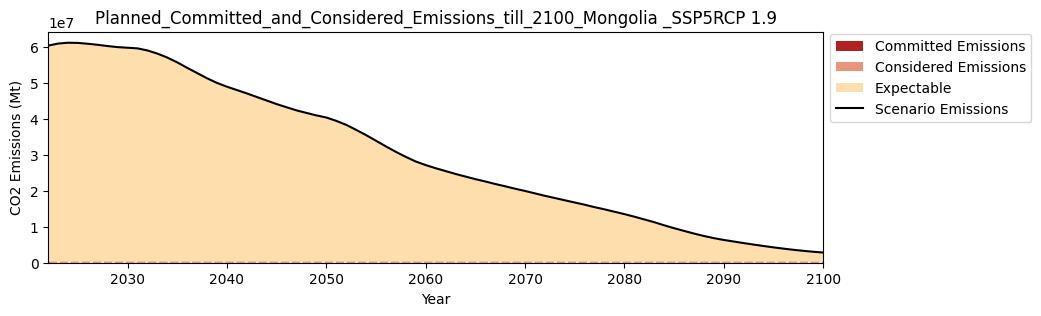 Planned_Committed_and_Considered_Emissions_till_2100_Mongolia _SSP5RCP 1.9
1e7
6
5
4
3
2
1
0
CO2 Emissions (Mt)
2030 2040 2050 2060 2070 2080 2090 2100
Year
Committed Emissions
Considered Emissions
Expectable
Scenario Emissions